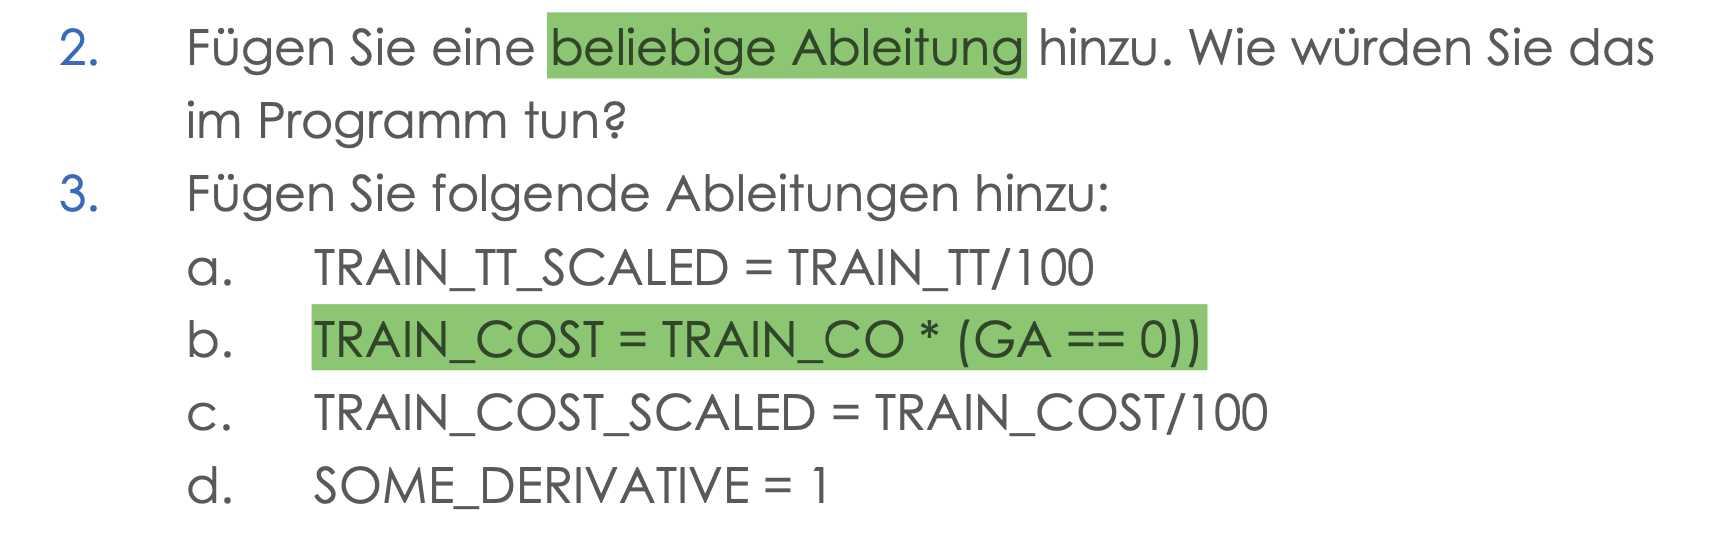 2. Fügen Sie eine beliebige Ableitung hinzu. Wie würden Sie das
im Programm tun?
3. Fügen Sie folgende Ableitungen hinzu:
a. TRAIN_TT_SCALED = TRAIN_TT/100
b. TRAIN_COST = TRAIN_CO * (GA == 0))
c. TRAIN_COST_SCALED = TRAIN_COST/100
d. SOME_DERIVATIVE = 1